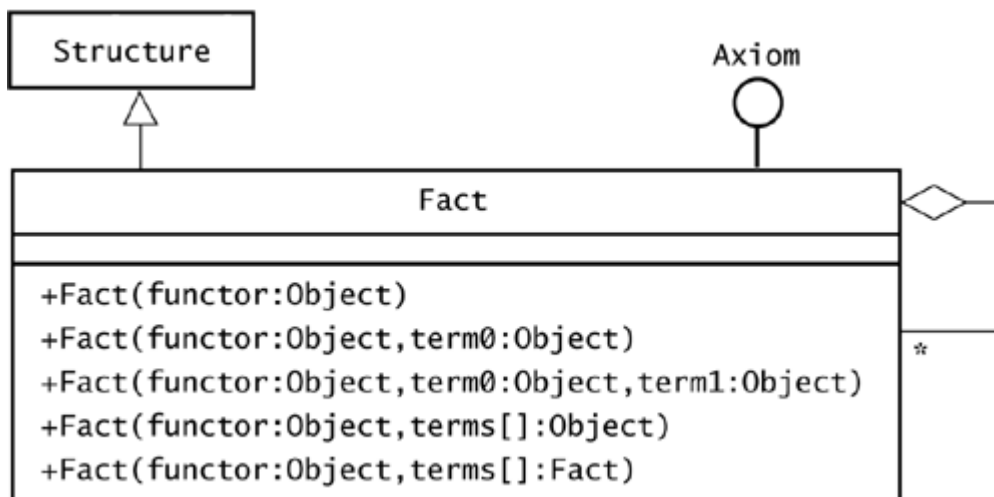 Structure
Axiom
Fact
+Fact(functor:Object)
+Fact(functor:Object,term0:Object)
*
+Fact(functor:Object,term0:Object,term1:Object)
+Fact(functor:Object,terms[]:Object)
+Fact(functor:Object,terms[]:Fact)